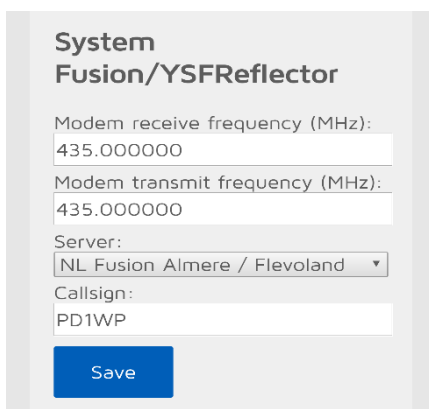 System
Fusion/YSFReflector
Modem receive frequency (MHz):
435.000000
Modem transmit frequency (MHz):
435.000000
Server:
NL Fusion Almere / Flevoland
Callsign:
PD1WP
Save